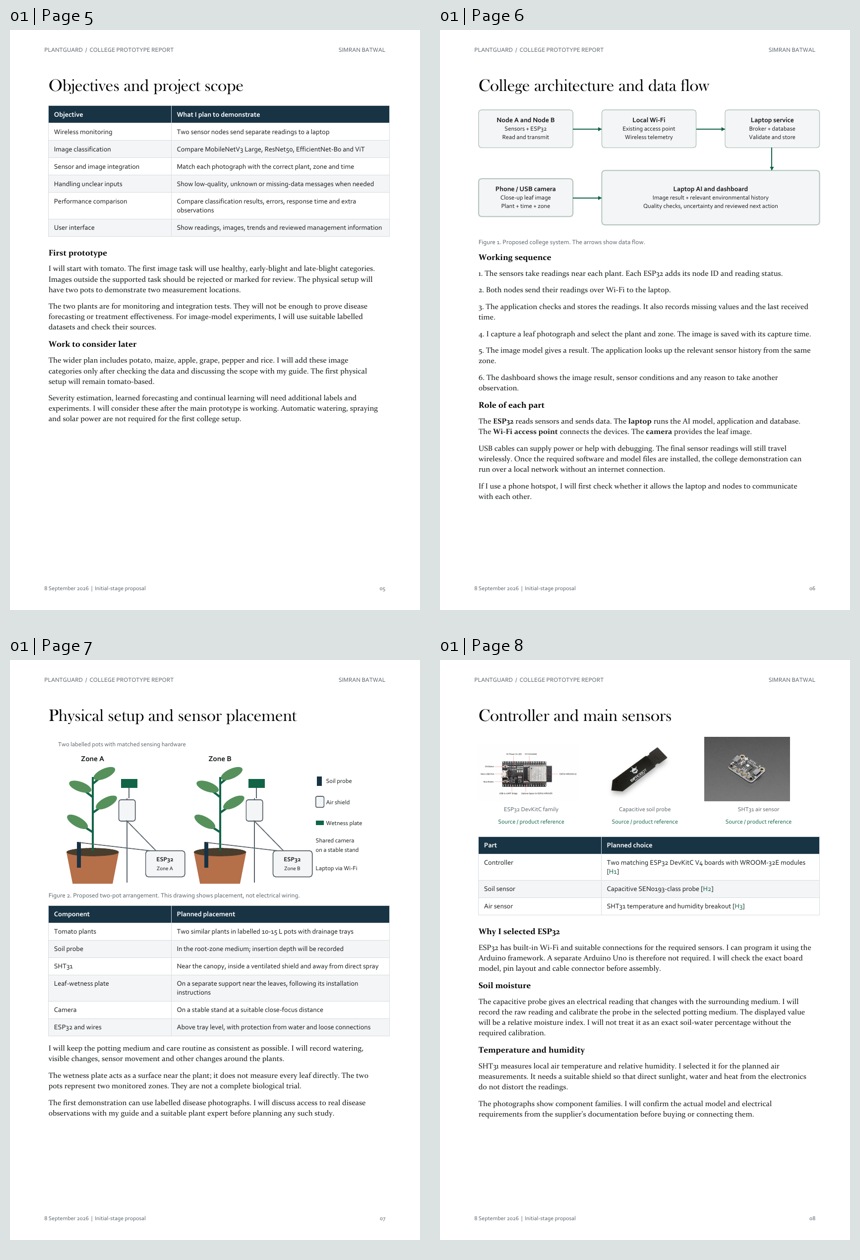 01 | Page 5
PLANTGUARD / COLLEGE PROTOTYPE REPORT
SIMRAN BATWAL
Objectives and project scope
Objective
What I plan to demonstrate
Wireless monitoring
Two sensor nodes send separate readings to a laptop
Image classification
Compare MobileNetV3 Large, ResNet50, EfficientNet-B0 and ViT
Sensor and image integration
Match each photograph with the correct plant, zone and time
Handling unclear inputs
Show low-quality, unknown or missing-data messages when needed
Performance comparison
Compare classification results, errors, response time and extra
observations
User interface
Show readings, images, trends and reviewed management information
First prototype
I will start with tomato. The first image task will use healthy, early-blight and late-blight categories.
Images outside the supported task should be rejected or marked for review. The physical setup will
have two pots to demonstrate two measurement locations.
The two plants are for monitoring and integration tests. They will not be enough to prove disease
forecasting or treatment effectiveness. For image-model experiments, I will use suitable labelled
datasets and check their sources.
Work to consider later
The wider plan includes potato, maize, apple, grape, pepper and rice. I will add these image
categories only after checking the data and discussing the scope with my guide. The first physical
setup will remain tomato-based.
Severity estimation, learned forecasting and continual learning will need additional labels and
experiments. I will consider these after the main prototype is working. Automatic watering, spraying
and solar power are not required for the first college setup.
8 September 2026 | Initial-stage proposal
05
01 | Page 6
PLANTGUARD / COLLEGE PROTOTYPE REPORT
SIMRAN BATWAL
College architecture and data flow
Node A and Node B
Sensors + ESP32
Read and transmit
Local Wi-Fi
Existing access point
Wireless telemetry
Laptop service
Broker + database
Validate and store
Phone / USB camera
Close-up leaf image
Plant + time + zone
Laptop AI and dashboard
Image result + relevant environmental history
Quality checks, uncertainty and reviewed next action
Figure 1. Proposed college system. The arrows show data flow.
Working sequence
1. The sensors take readings near each plant. Each ESP32 adds its node ID and reading status.
2. Both nodes send their readings over Wi-Fi to the laptop.
3. The application checks and stores the readings. It also records missing values and the last received
time.
4. I capture a leaf photograph and select the plant and zone. The image is saved with its capture time.
5. The image model gives a result. The application looks up the relevant sensor history from the same
zone.
6. The dashboard shows the image result, sensor conditions and any reason to take another
observation.
Role of each part
The ESP32 reads sensors and sends data. The laptop runs the AI model, application and database.
The Wi-Fi access point connects the devices. The camera provides the leaf image.
USB cables can supply power or help with debugging. The final sensor readings will still travel
wirelessly. Once the required software and model files are installed, the college demonstration can
run over a local network without an internet connection.
If I use a phone hotspot, I will first check whether it allows the laptop and nodes to communicate
with each other.
8 September 2026 | Initial-stage proposal
06
01 | Page 7
PLANTGUARD / COLLEGE PROTOTYPE REPORT
SIMRAN BATWAL
Physical setup and sensor placement
Two labelled pots with matched sensing hardware
Zone A
Zone B
Soil probe
Air shield
Wetness plate
Shared camera
on a stable stand
ESP32
Zone A
ESP32
Zone B
Laptop via Wi-Fi
Figure 2. Proposed two-pot arrangement. This drawing shows placement, not electrical wiring.
Component
Planned placement
Tomato plants
Two similar plants in labelled 10-15 L pots with drainage trays
Soil probe
In the root-zone medium; insertion depth will be recorded
SHT31
Near the canopy, inside a ventilated shield and away from direct spray
Leaf-wetness plate
On a separate support near the leaves, following its installation
instructions
Camera
On a stable stand at a suitable close-focus distance
ESP32 and wires
Above tray level, with protection from water and loose connections
I will keep the potting medium and care routine as consistent as possible. I will record watering,
visible changes, sensor movement and other changes around the plants.
The wetness plate acts as a surface near the plant; it does not measure every leaf directly. The two
pots represent two monitored zones. They are not a complete biological trial.
The first demonstration can use labelled disease photographs. I will discuss access to real disease
observations with my guide and a suitable plant expert before planning any such study.
8 September 2026 | Initial-stage proposal
07
01 | Page 8
PLANTGUARD / COLLEGE PROTOTYPE REPORT
SIMRAN BATWAL
Controller and main sensors
ESP32 DevKitC family
Capacitive soil probe
SHT31 air sensor
Source / product reference
Source / product reference
Source / product reference
Part
Planned choice
Controller
Two matching ESP32 DevKitC V4 boards with WROOM-32E modules
[H1]
Soil sensor
Capacitive SEN0193-class probe [H2]
Air sensor
SHT31 temperature and humidity breakout [H3]
Why I selected ESP32
ESP32 has built-in Wi-Fi and suitable connections for the required sensors. I can program it using the
Arduino framework. A separate Arduino Uno is therefore not required. I will check the exact board
model, pin layout and cable connector before assembly.
Soil moisture
The capacitive probe gives an electrical reading that changes with the surrounding medium. I will
record the raw reading and calibrate the probe in the selected potting medium. The displayed value
will be a relative moisture index. I will not treat it as an exact soil-water percentage without the
required calibration.
Temperature and humidity
SHT31 measures local air temperature and relative humidity. I selected it for the planned air
measurements. It needs a suitable shield so that direct sunlight, water and heat from the electronics
do not distort the readings.
The photographs show component families. I will confirm the actual model and electrical
requirements from the supplier's documentation before buying or connecting them.
8 September 2026 | Initial-stage proposal
08